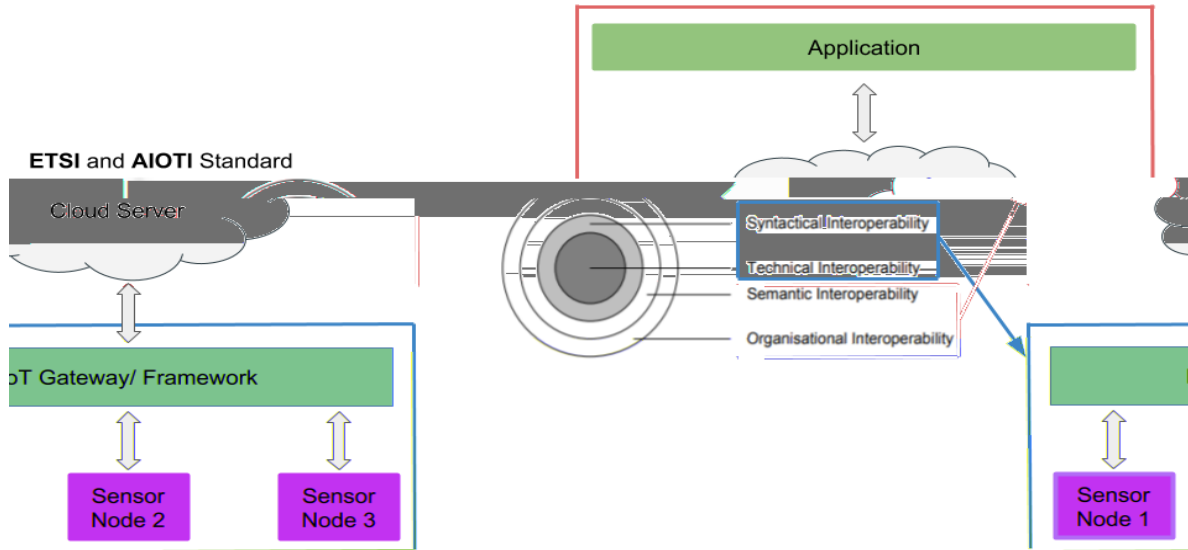 Application
ETSI and AIOTI Standard
Cloud Server
Syntactical Interoperability
Technical Interoperability
Semantic Interoperability
Organisational Interoperability
Gateway/ Framework
Sensor
Node 2
Sensor
Node 3
Sensor
Node 1